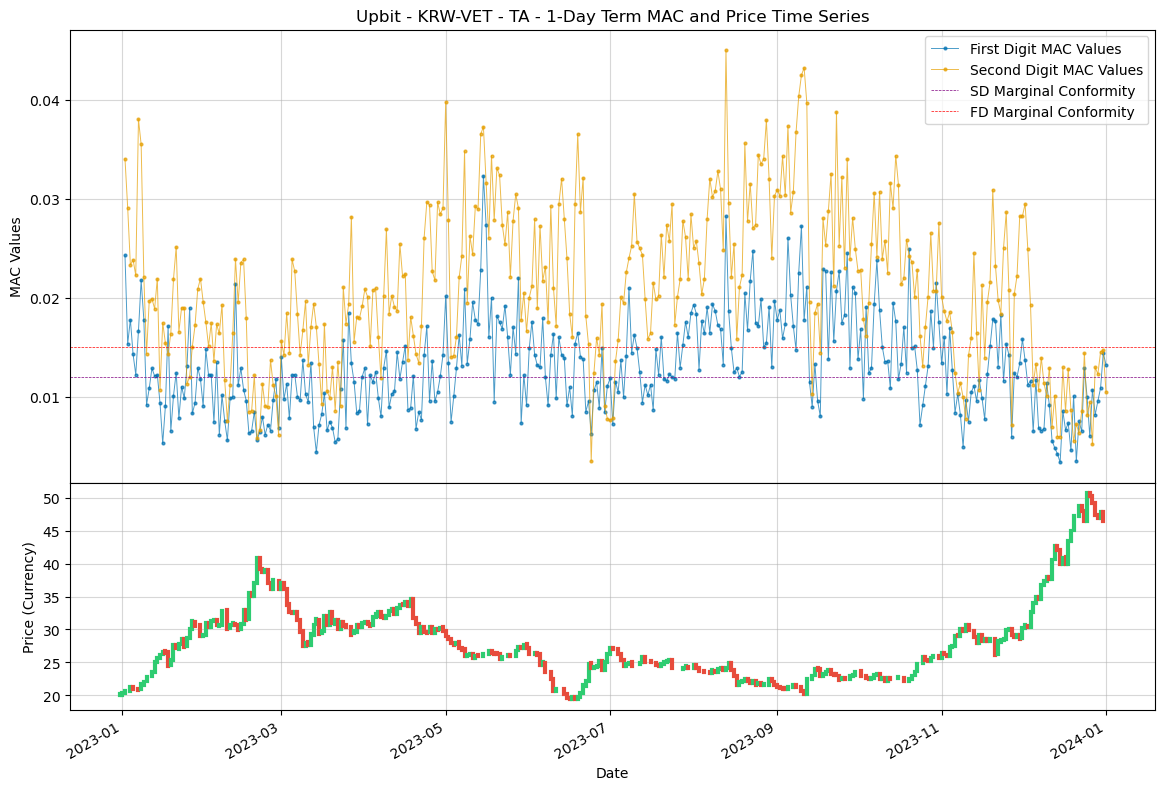 Upbit - KRW-VET - TA - 1-Day Term MAC and Price Time Series
First Digit MAC Values
Second Digit MAC Values
SD Marginal Conformity
FD Marginal Conformity
MAC Values
0.04
0.03
0.02
0.01
Price (Currency)
50
45
40
35
30
25
20
2023-01
2023-03
2023-05
2023-07
2023-09
2023-11
2024-01
Date